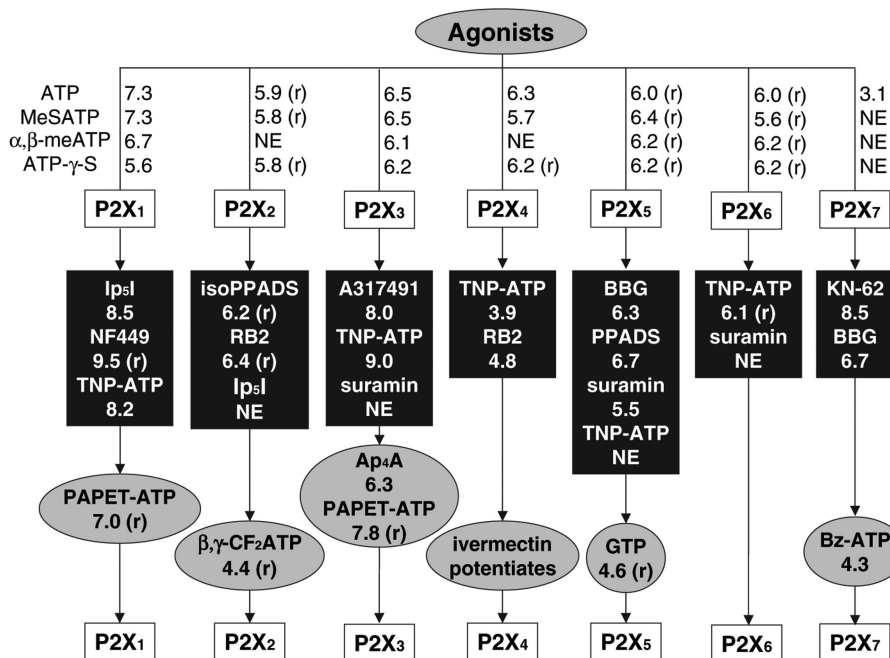 Agonists
ATP 7.3 5.9 (r) 6.5 6.3 6.0 (r) 6.0 (r) 3.1
MeSATP 7.3 5.8 (r) 6.5 5.7 6.4 (r) 5.6 (r) NE
α,β-meATP 6.7 NE 6.1 NE 6.2 (r) 6.2 (r) NE
ATP-γ-S 5.6 5.8 (r) 6.2 6.2 (r) 6.2 (r) 6.2 (r) NE
P2X1 P2X2 P2X3 P2X4 P2X5 P2X6 P2X7
Ip5I
8.5
NF449
9.5 (r)
TNP-ATP
8.2
isoPPADS
6.2 (r)
RB2
6.4 (r)
Ip5I
NE
A317491
8.0
TNP-ATP
9.0
suramin
NE
TNP-ATP
3.9
RB2
4.8
BBG
6.3
PPADS
6.7
suramin
5.5
TNP-ATP
NE
TNP-ATP
6.1 (r)
suramin
NE
KN-62
8.5
BBG
6.7
PAPET-ATP
7.0 (r)
β,γ-CF2ATP
4.4 (r)
Ap4A
6.3
PAPET-ATP
7.8 (r)
ivermectin
potentiates
GTP
4.6 (r)
Bz-ATP
4.3
P2X1 P2X2 P2X3 P2X4 P2X5 P2X6 P2X7